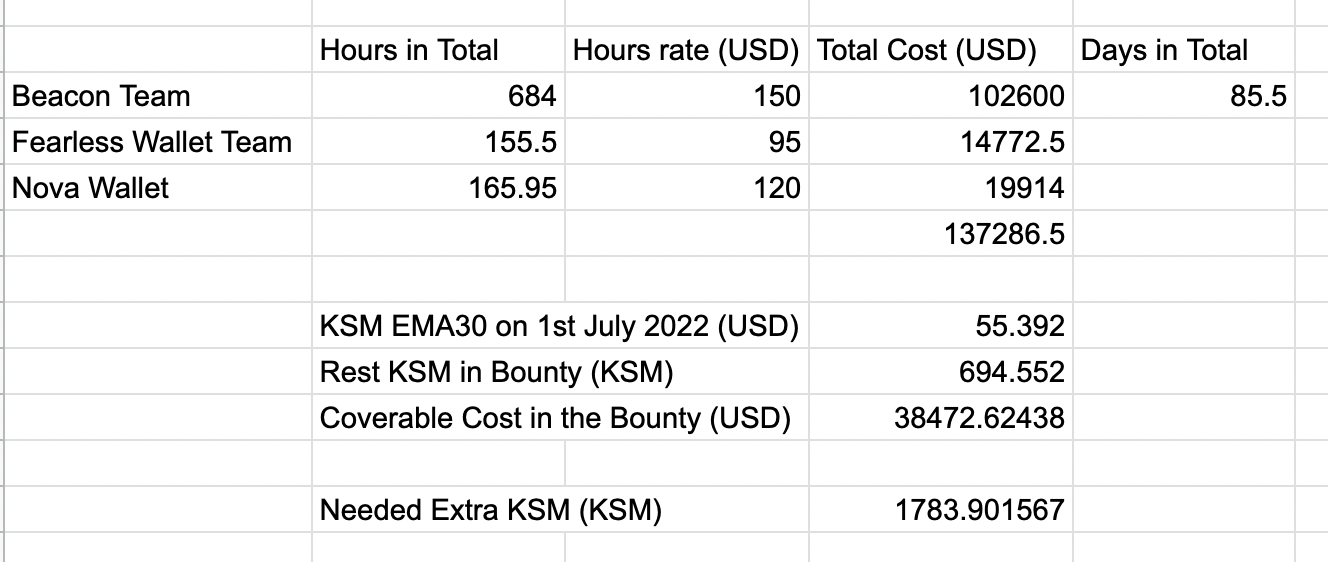 Hours in Total Hours rate (USD) Total Cost (USD) Days in Total
Beacon Team 684 150 102600 85.5
Fearless Wallet Team 155.5 95 14772.5
Nova Wallet 165.95 120 19914
137286.5
KSM EMA30 on 1st July 2022 (USD) 55.392
Rest KSM in Bounty (KSM) 694.552
Coverable Cost in the Bounty (USD) 38472.62438
Needed Extra KSM (KSM) 1783.901567